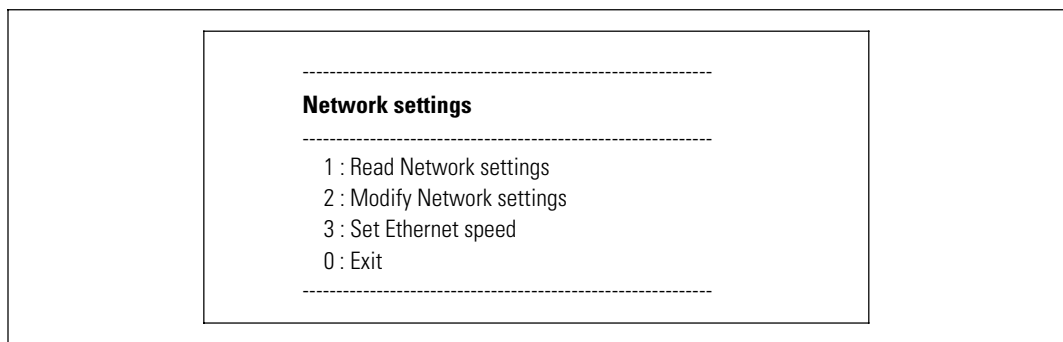 ------------------------------------------------------------
Network settings
------------------------------------------------------------
1 : Read Network settings
2 : Modify Network settings
3 : Set Ethernet speed
0 : Exit
------------------------------------------------------------